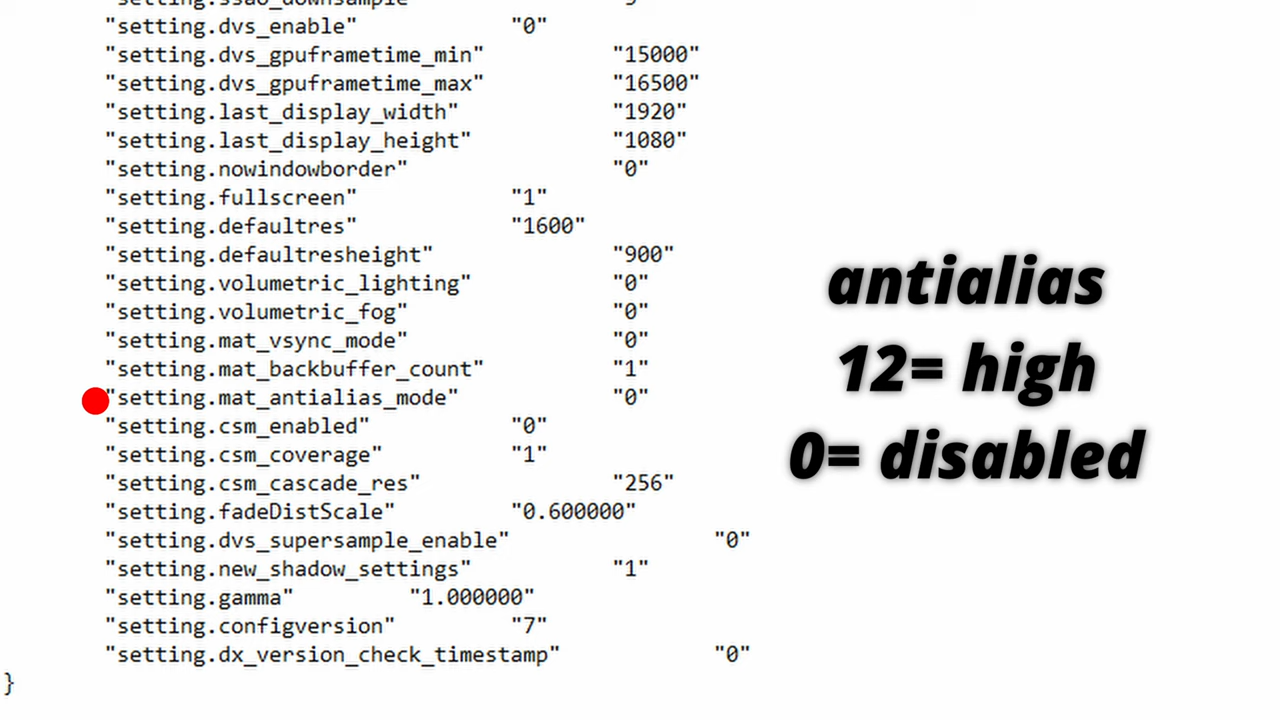 "setting.ssao_downsample"
"setting.dvs_enable" "0"
"setting.dvs_gpuframetime_min" "15000"
"setting.dvs_gpuframetime_max" "16500"
"setting.last_display_width" "1920"
"setting.last_display_height" "1080"
"setting.nowindowborder" "0"
"setting.fullscreen" "1"
"setting.defaultres" "1600"
"setting.defaultresheight" "900"
"setting.volumetric_lighting" "0"
"setting.volumetric_fog" "0"
"setting.mat_vsync_mode" "0"
"setting.mat_backbuffer_count" "1"
"setting.mat_antialias_mode" "0"
"setting.csm_enabled" "0"
"setting.csm_coverage" "1"
"setting.csm_cascade_res" "256"
"setting.fadeDistScale" "0.600000"
"setting.dvs_supersample_enable" "0"
"setting.new_shadow_settings" "1"
"setting.gamma" "1.000000"
"setting.configversion" "7"
"setting.dx_version_check_timestamp" "0"
}
antialias
12= high
0= disabled